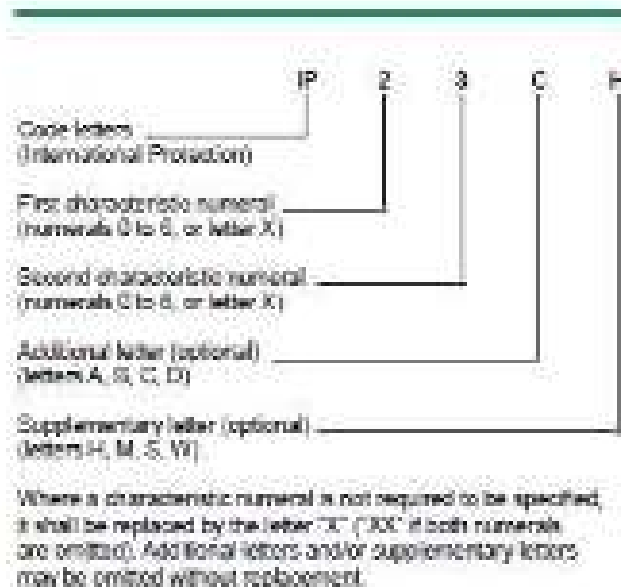 IP 2 3 C H
Code letters
(International Protection)
First characteristic numeral
(numerals 0 to 6, or letter X)
Second characteristic numeral
(numerals 0 to 8, or letter X)
Additional letter (optional)
(letters A, B, C, D)
Supplementary letter (optional)
(letters H, M, S, W)
Where a characteristic numeral is not required to be specified,
it shall be replaced by the letter "X" ("XX" if both numerals
are omitted). Additional letters and/or supplementary letters
may be omitted without replacement.